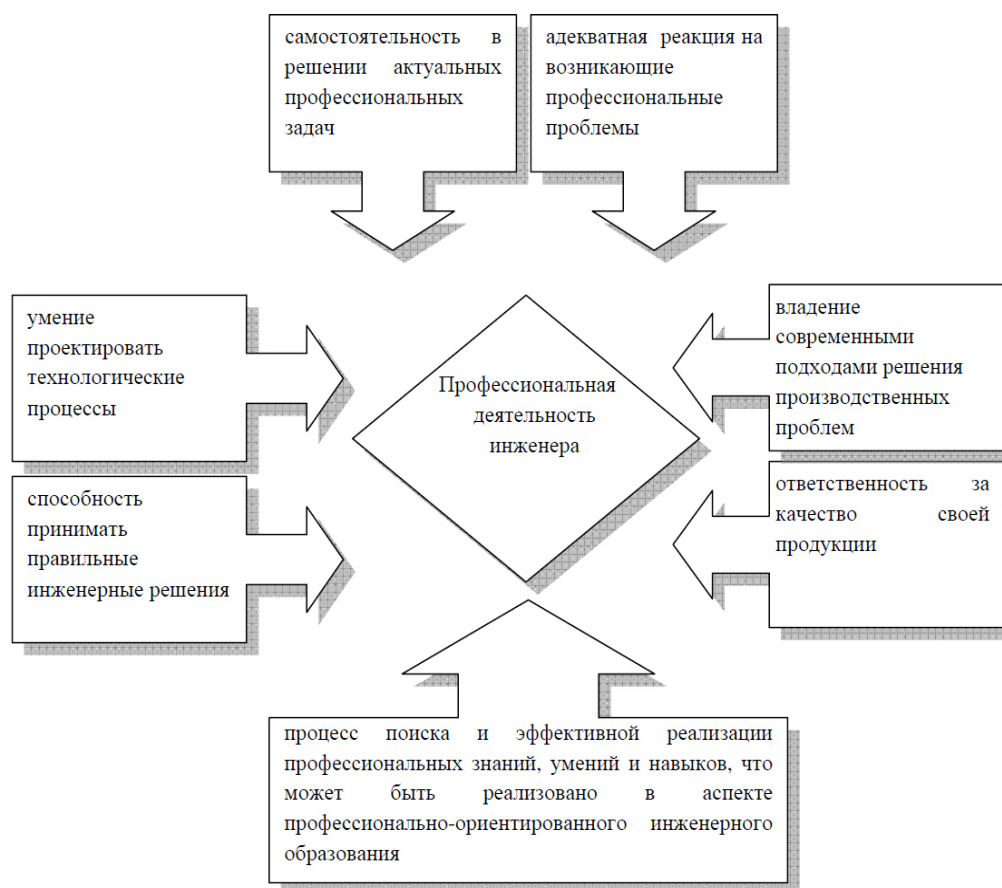 самостоятельность в
решении актуальных
профессиональных
задач
адекватная реакция на
возникающие
профессиональные
проблемы
умение
проектировать
технологические
процессы
Профессиональная
деятельность
инженера
владение
современными
подходами решения
производственных
проблем
способность
принимать
правильные
инженерные решения
ответственность за
качество своей
продукции
процесс поиска и эффективной реализации
профессиональных знаний, умений и навыков, что
может быть реализовано в аспекте
профессионально-ориентированного инженерного
образования